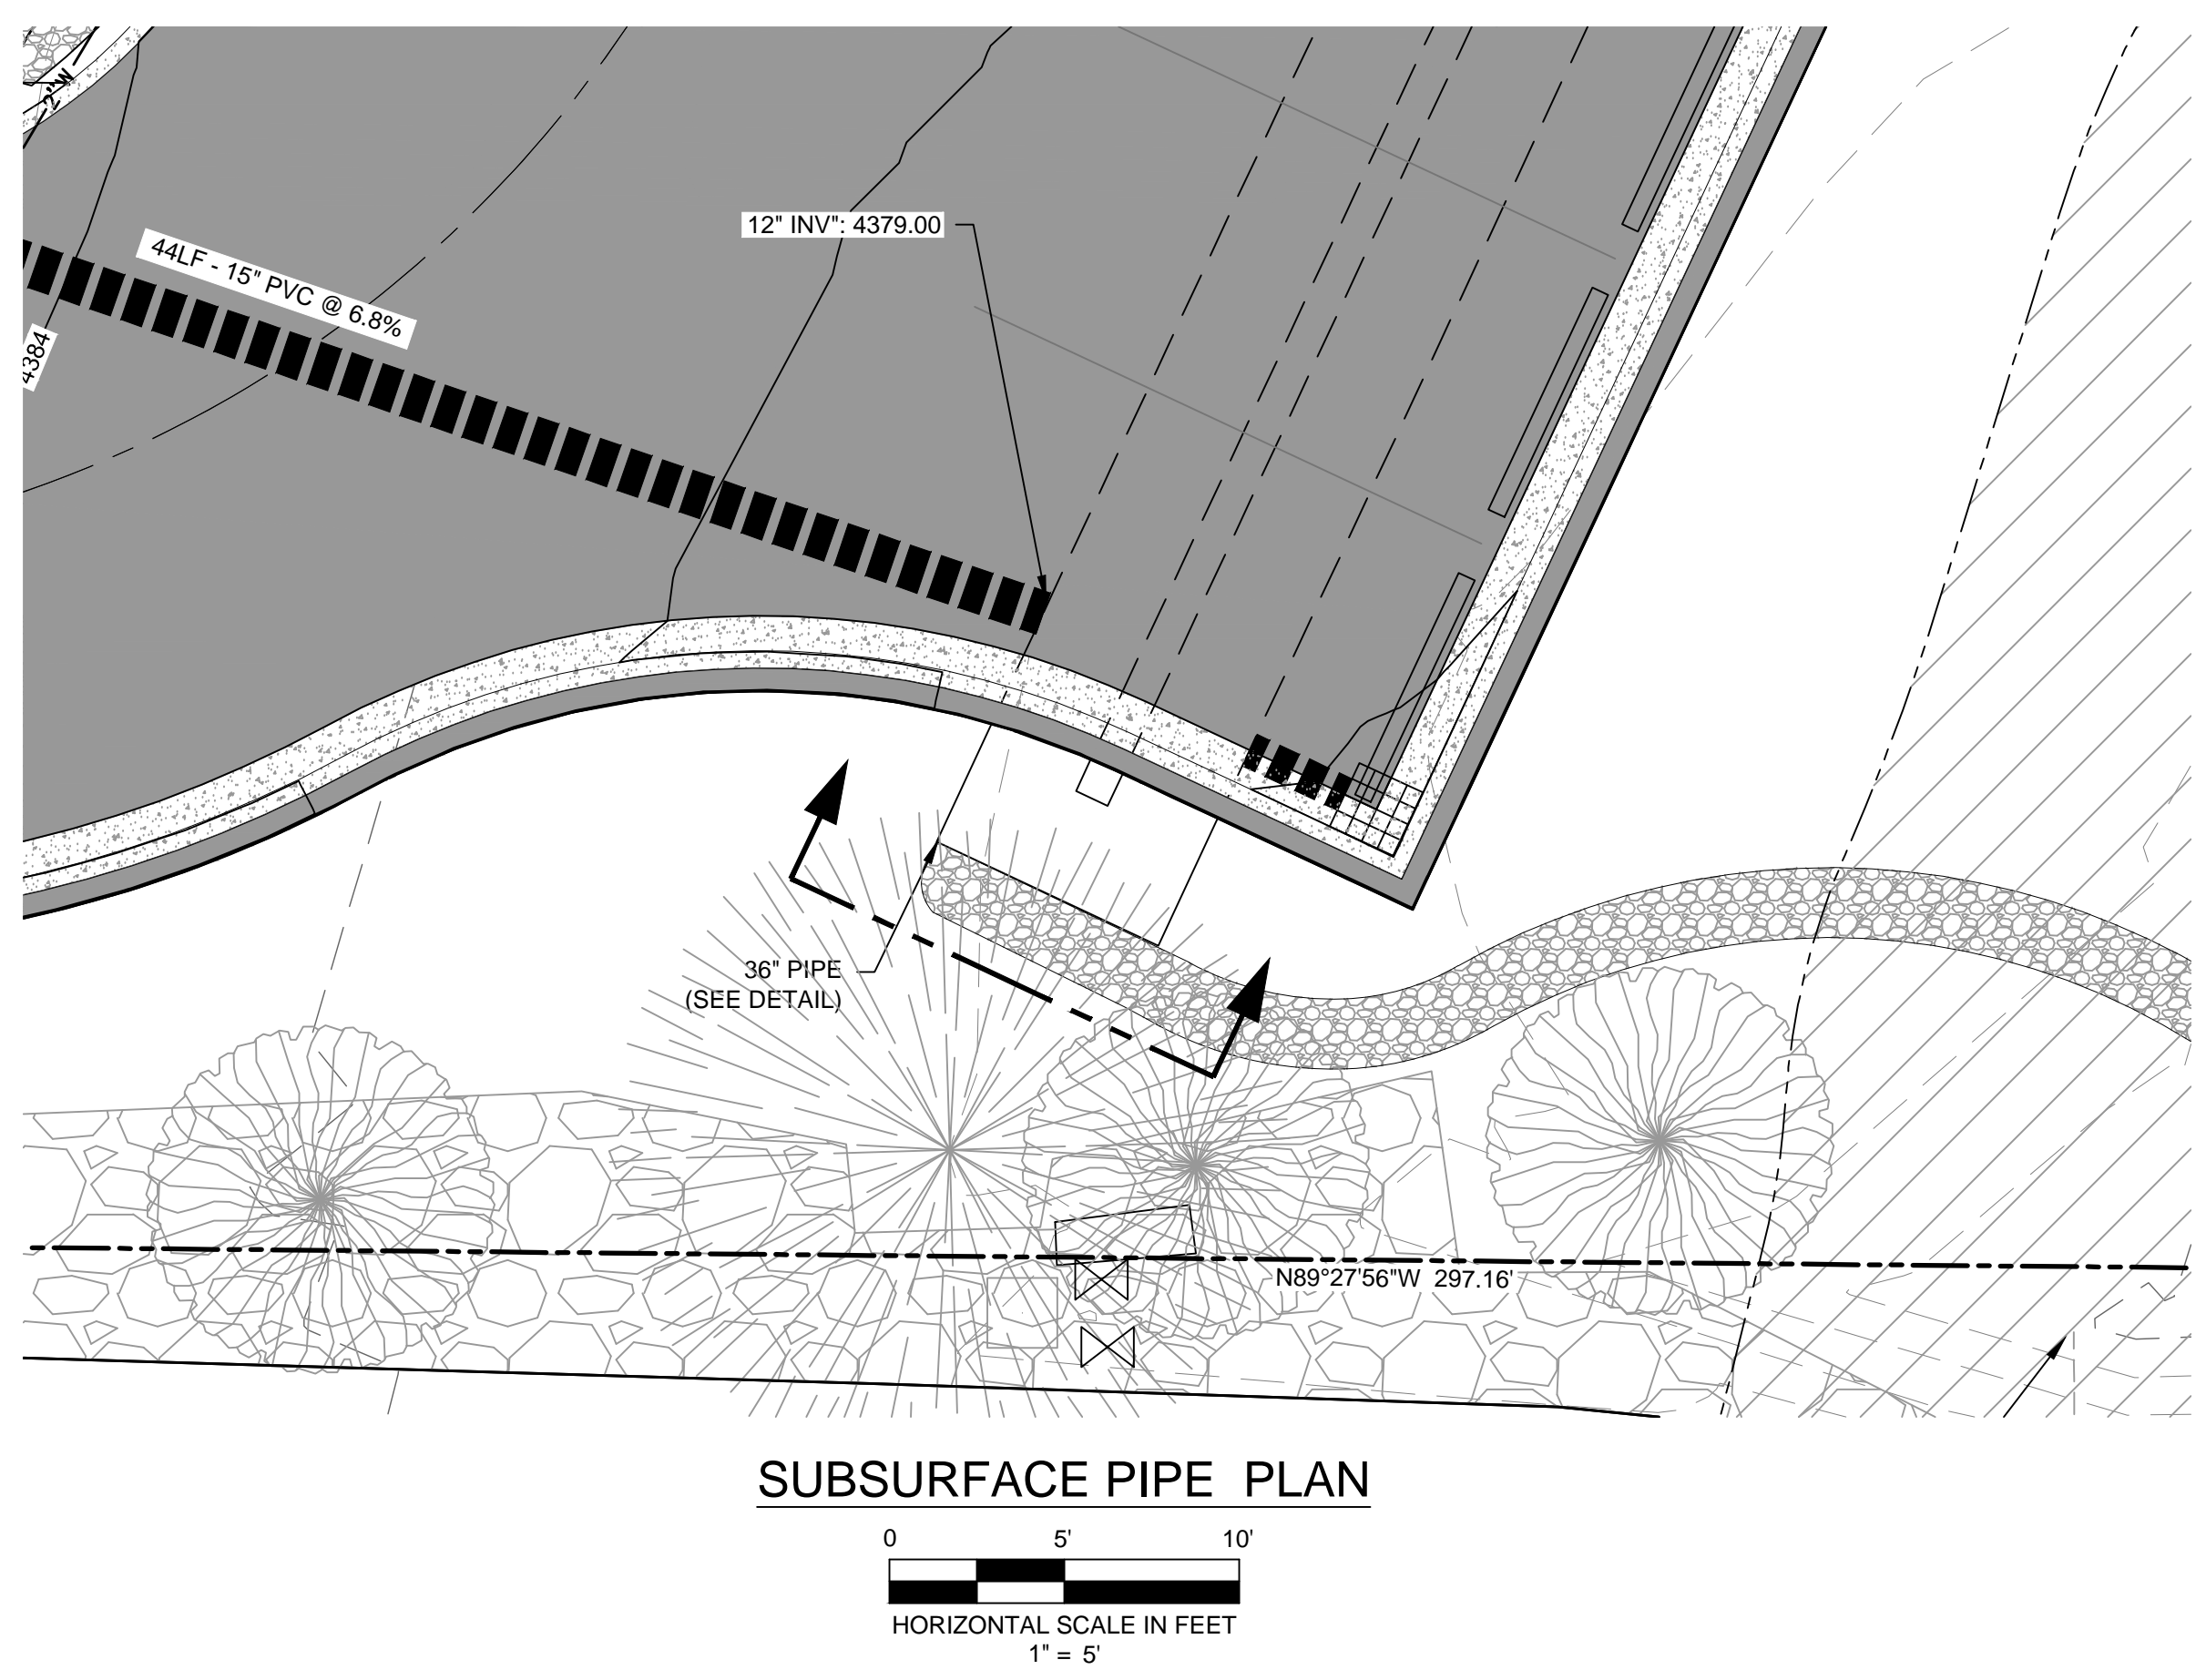 2"W
12" INV": 4379.00
44LF - 15" PVC @ 6.8%
4384
36" PIPE
(SEE DETAIL)
N89°27'56"W 297.16'
SUBSURFACE PIPE PLAN
0 5' 10'
HORIZONTAL SCALE IN FEET
1" = 5'